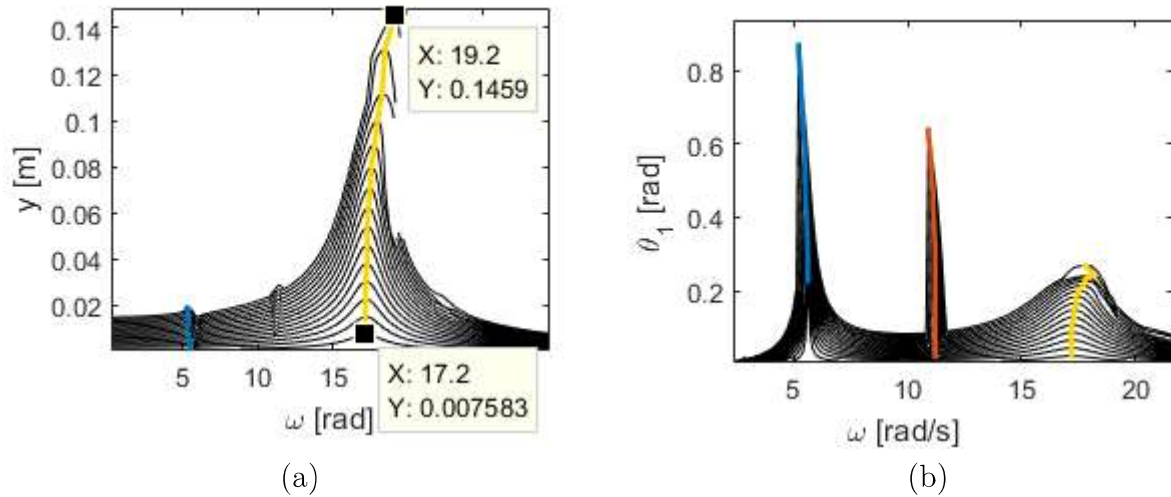 0.14
0.12
0.1
0.08
0.06
0.04
0.02
y [m]
5
10
15
ω [rad]
X: 19.2
Y: 0.1459
X: 17.2
Y: 0.007583
(a)
0.8
0.6
0.4
0.2
0
θ1 [rad]
5
10
15
20
ω [rad/s]
(b)